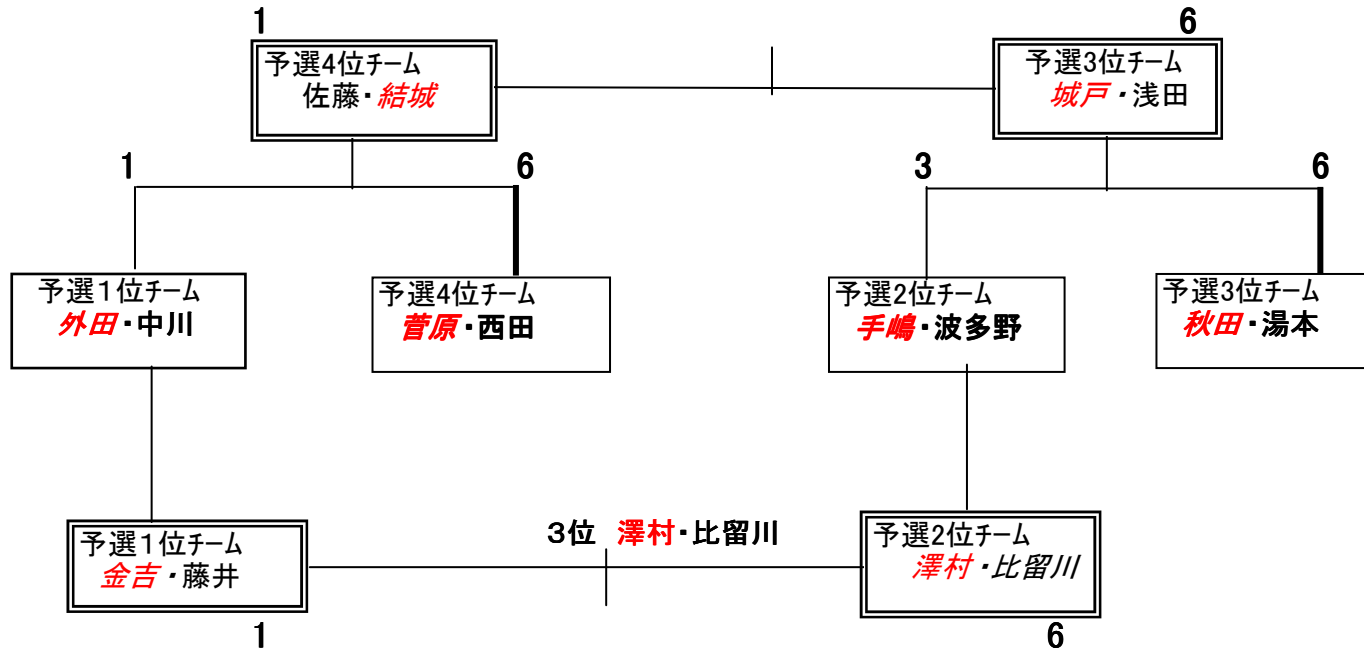 1
6
予選4位チーム
佐藤・結城
予選3位チーム
城戸・浅田
1
6
3
6
予選１位チーム
外田・中川
予選4位チーム
菅原・西田
予選2位チーム
手嶋・波多野
予選3位チーム
秋田・湯本
３位 澤村・比留川
予選１位チーム
金吉・藤井
予選2位チーム
澤村・比留川
1
6